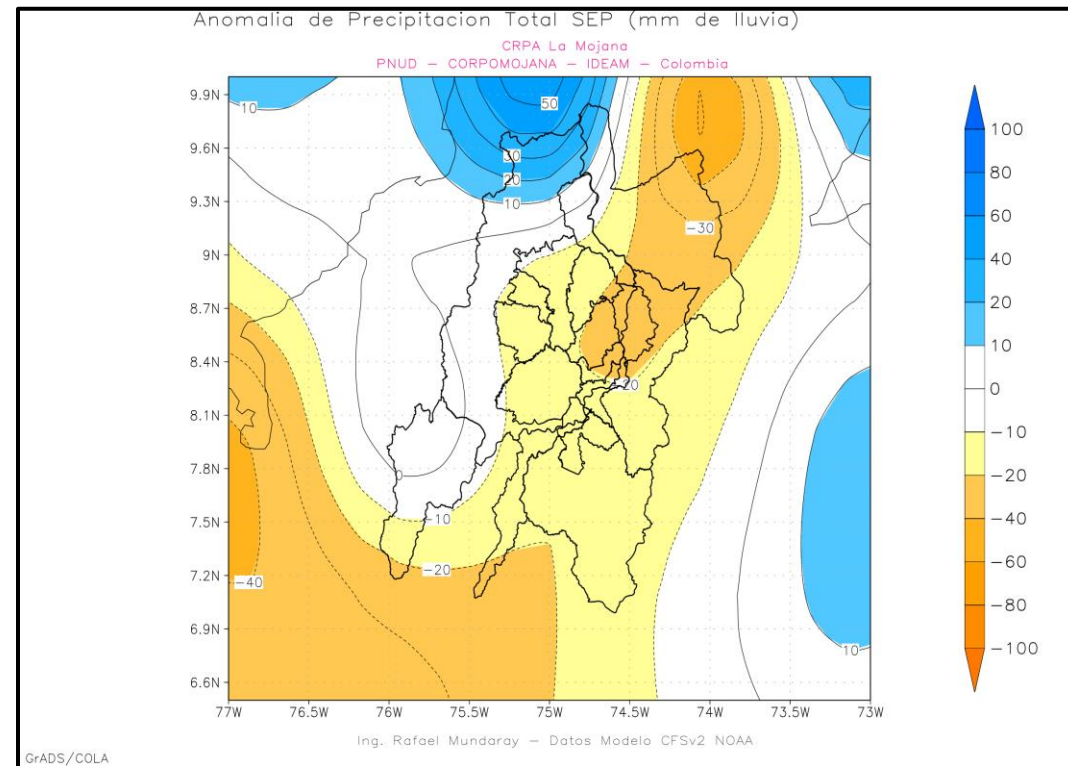 Anomalia de Precipitacion Total SEP (mm de lluvia)
CRPA La Mojana
PNUD – CORPOMOJANA – IDEAM – Colombia
9.9N
9.6N
9.3N
9N
8.7N
8.4N
8.1N
7.8N
7.5N
7.2N
6.9N
6.6N
77W 76.5W 76W 75.5W 75W 74.5W 74W 73.5W 73W
10
50
30
20
10
-30
-20
0
-10
-20
-40
10
100
80
60
40
20
10
0
-10
-20
-40
-60
-80
-100
Ing. Rafael Mundaray – Datos Modelo CFSv2 NOAA
GrADS/COLA